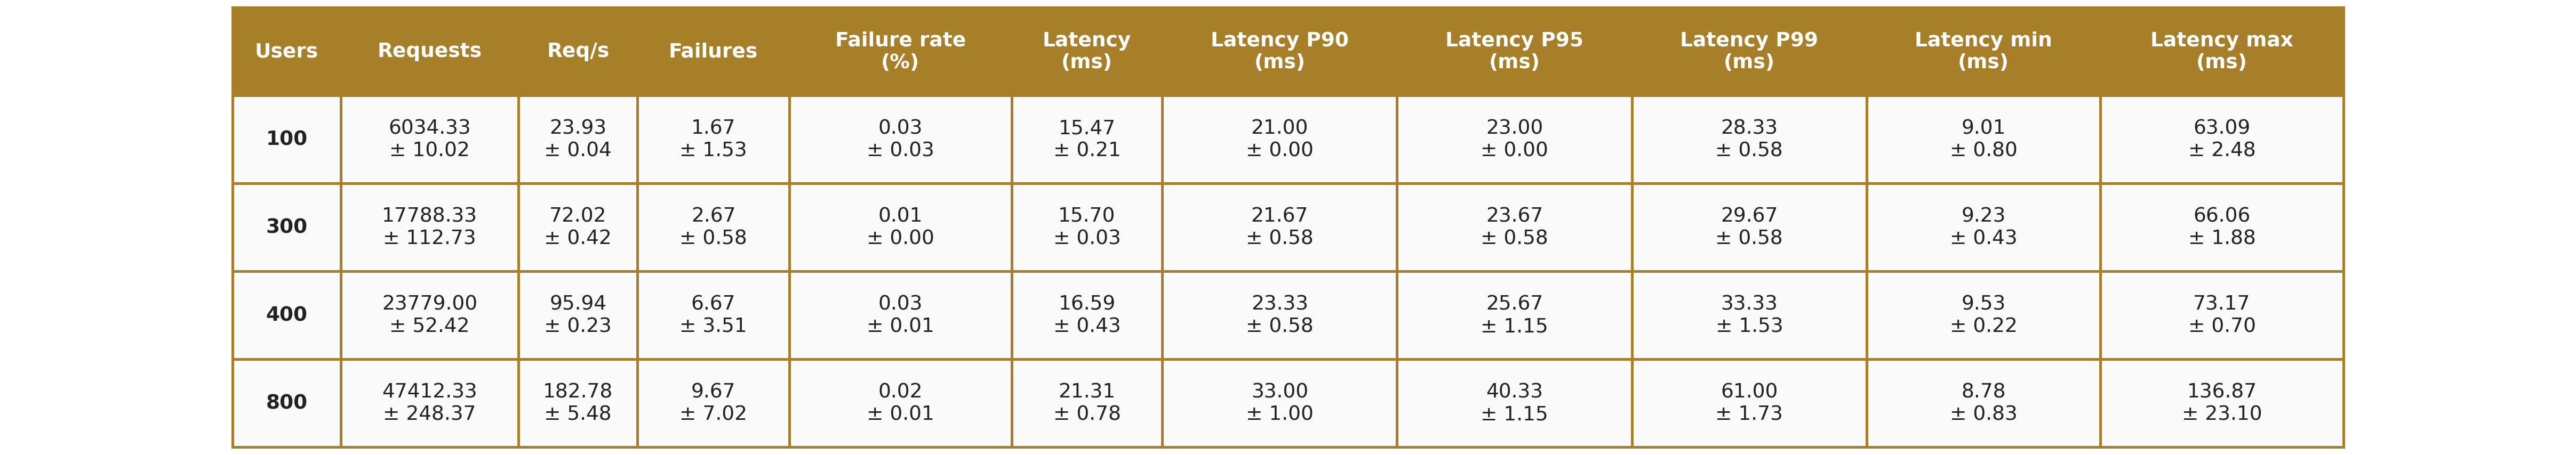 Users Requests Req/s Failures Failure rate (%) Latency (ms) Latency P90 (ms) Latency P95 (ms) Latency P99 (ms) Latency min (ms) Latency max (ms)
100 6034.33 ± 10.02 23.93 ± 0.04 1.67 ± 1.53 0.03 ± 0.03 15.47 ± 0.21 21.00 ± 0.00 23.00 ± 0.00 28.33 ± 0.58 9.01 ± 0.80 63.09 ± 2.48
300 17788.33 ± 112.73 72.02 ± 0.42 2.67 ± 0.58 0.01 ± 0.00 15.70 ± 0.03 21.67 ± 0.58 23.67 ± 0.58 29.67 ± 0.58 9.23 ± 0.43 66.06 ± 1.88
400 23779.00 ± 52.42 95.94 ± 0.23 6.67 ± 3.51 0.03 ± 0.01 16.59 ± 0.43 23.33 ± 0.58 25.67 ± 1.15 33.33 ± 1.53 9.53 ± 0.22 73.17 ± 0.70
800 47412.33 ± 248.37 182.78 ± 5.48 9.67 ± 7.02 0.02 ± 0.01 21.31 ± 0.78 33.00 ± 1.00 40.33 ± 1.15 61.00 ± 1.73 8.78 ± 0.83 136.87 ± 23.10